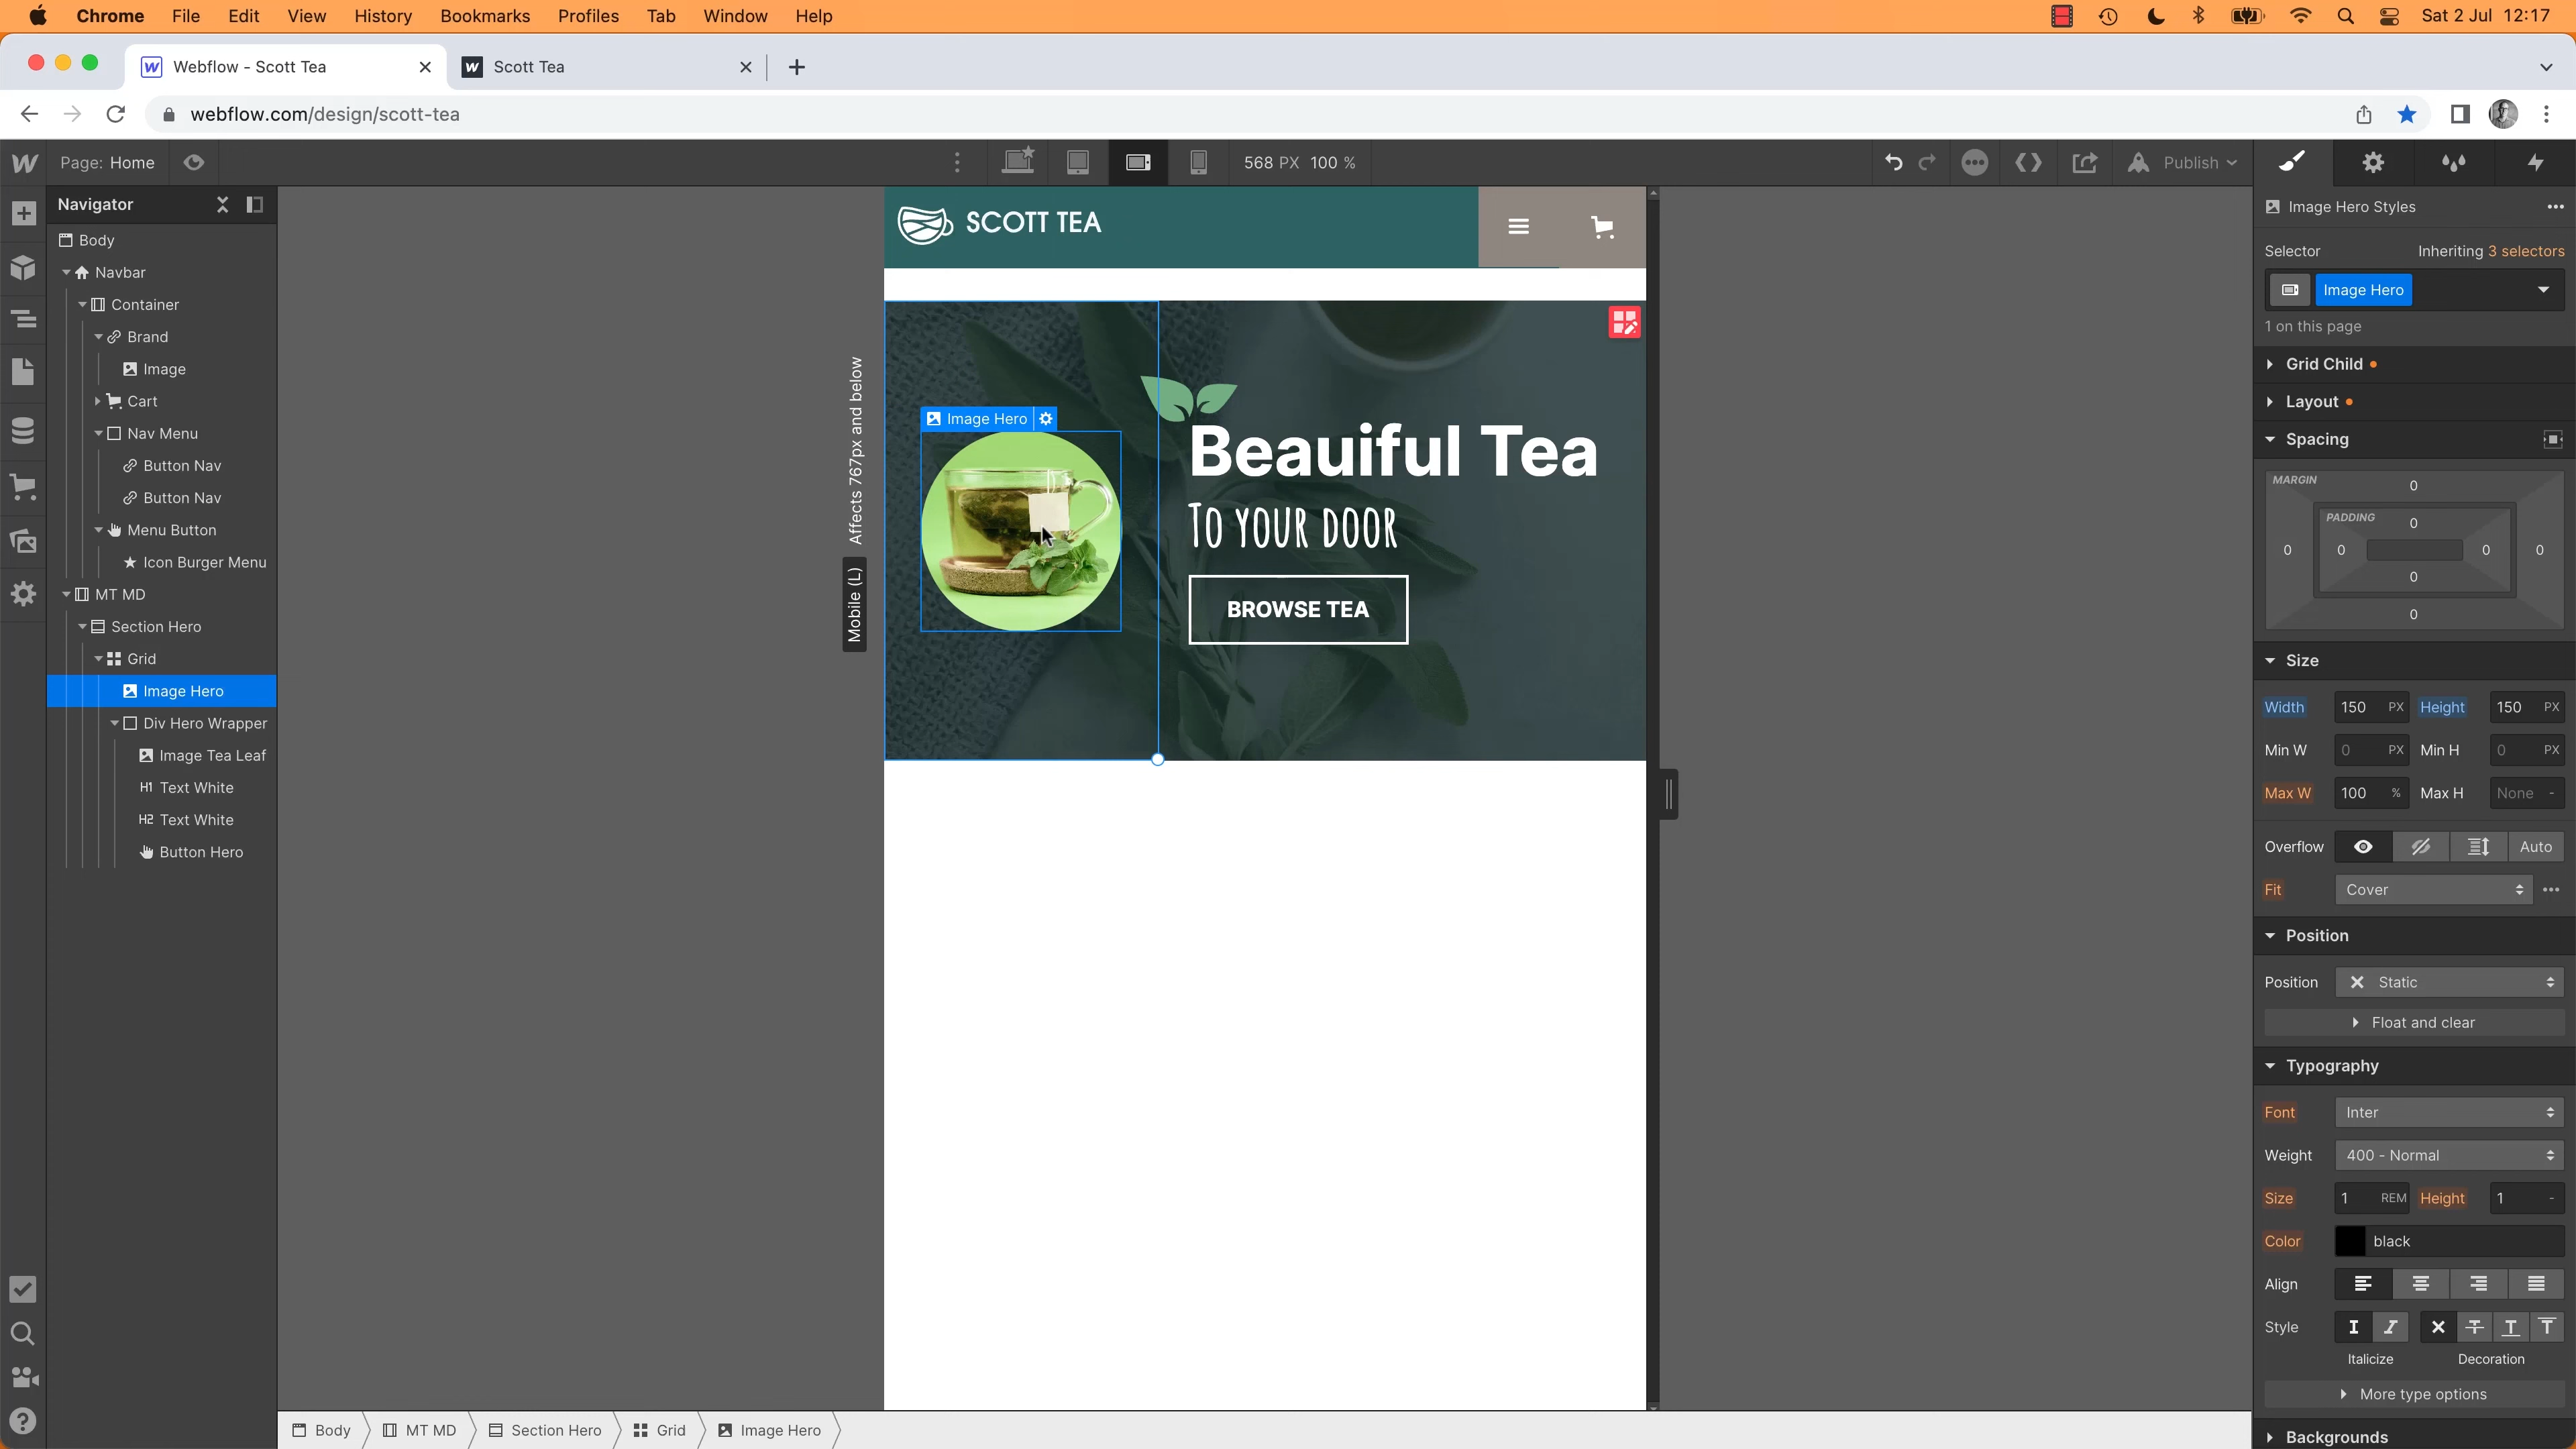 Chrome File Edit View History Bookmarks Profiles Tab Window Help Sat 2 Jul 12:17
Webflow - Scott Tea
Scott Tea
webflow.com/design/scott-tea
Page: Home
568 PX 100 %
Publish
Navigator
Body
Navbar
Container
Brand
Image
Cart
Nav Menu
Button Nav
Button Nav
Menu Button
Icon Burger Menu
MT MD
Section Hero
Grid
Image Hero
Div Hero Wrapper
Image Tea Leaf
H1 Text White
H2 Text White
Button Hero
Affects 767px and below
Mobile (L)
SCOTT TEA
Image Hero
Beauiful Tea
To your door
BROWSE TEA
Image Hero Styles
Selector Inheriting 3 selectors
Image Hero
1 on this page
Grid Child
Layout
Spacing
MARGIN
0
PADDING
0
0 0 0 0
0
0
Size
Width 150 PX Height 150 PX
Min W 0 PX Min H 0 PX
Max W 100 % Max H None -
Overflow Auto
Fit Cover
Position
Position Static
Float and clear
Typography
Font Inter
Weight 400 - Normal
Size 1 REM Height 1 -
Color black
Align
Style
Italicize Decoration
More type options
Backgrounds
Body MT MD Section Hero Grid Image Hero